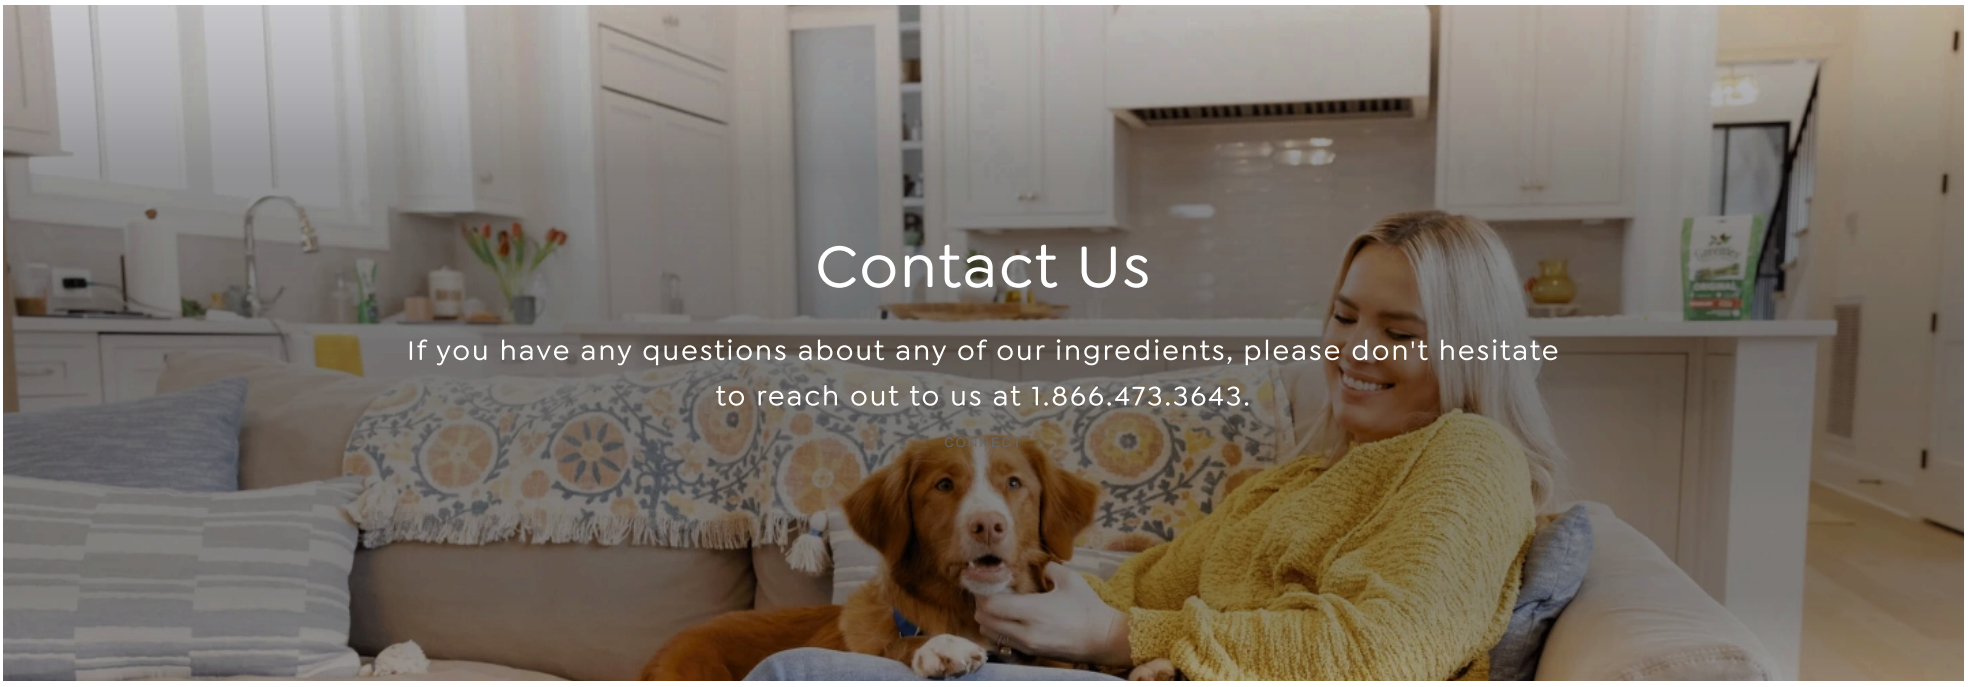 Contact Us
If you have any questions about any of our ingredients, please don't hesitate
to reach out to us at 1.866.473.3643.
ORIGINAL